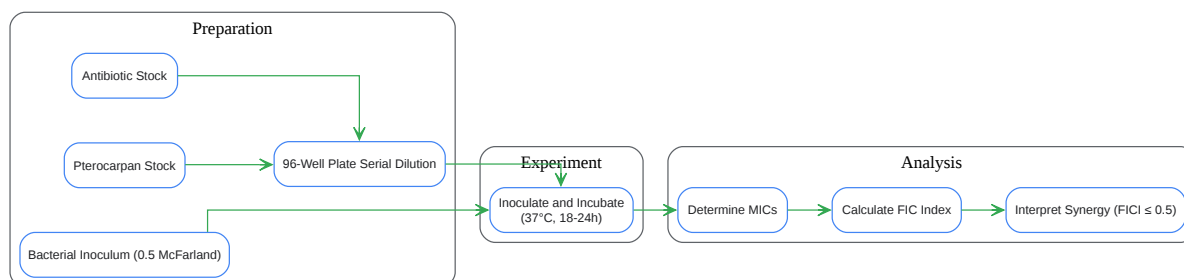 Preparation
Antibiotic Stock
Pterocarpan Stock
96-Well Plate Serial Dilution
Bacterial Inoculum (0.5 McFarland)
Experiment
Inoculate and Incubate
(37°C, 18-24h)
Analysis
Determine MICs
Calculate FIC Index
Interpret Synergy (FICI ≤ 0.5)